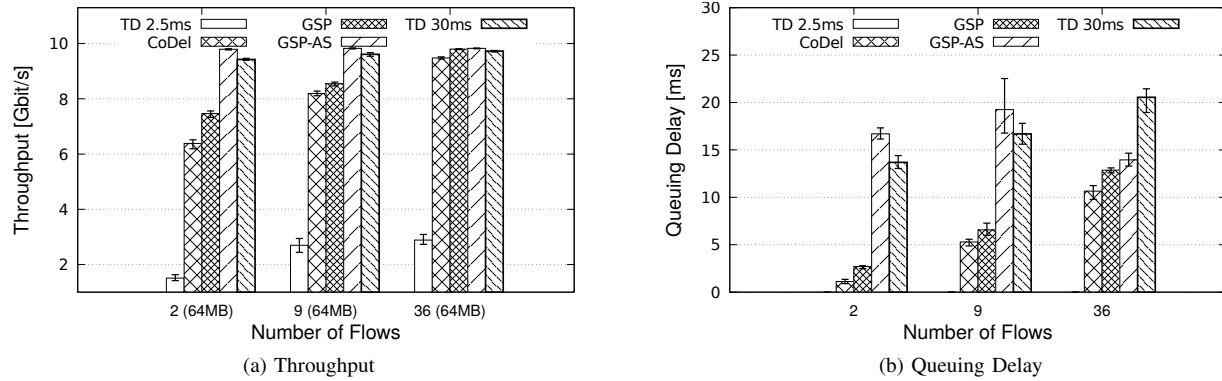 TD 2.5ms
CoDel
GSP
GSP-AS
TD 30ms
10
8
6
4
2
Throughput [Gbit/s]
2 (64MB) 9 (64MB) 36 (64MB)
Number of Flows
(a) Throughput
TD 2.5ms
CoDel
GSP
GSP-AS
TD 30ms
30
25
20
15
10
5
0
Queuing Delay [ms]
2 9 36
Number of Flows
(b) Queuing Delay